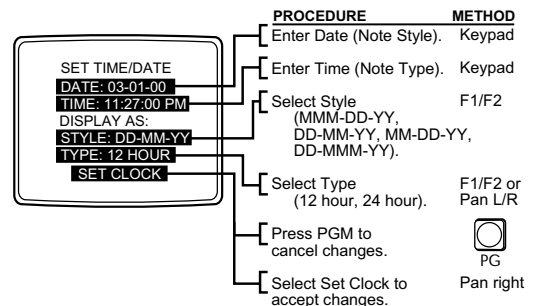 PROCEDURE METHOD
Enter Date (Note Style). Keypad
SET TIME/DATE
Enter Time (Note Type). Keypad
DATE: 03-01-00
TIME: 11:27:00 PM
DISPLAY AS:
STYLE: DD-MM-YY
TYPE: 12 HOUR
SET CLOCK
Select Style F1/F2
(MMM-DD-YY,
DD-MM-YY, MM-DD-YY,
DD-MMM-YY).
Select Type F1/F2 or
(12 hour, 24 hour). Pan L/R
Press PGM to
cancel changes.
PG
Select Set Clock to Pan right
accept changes.